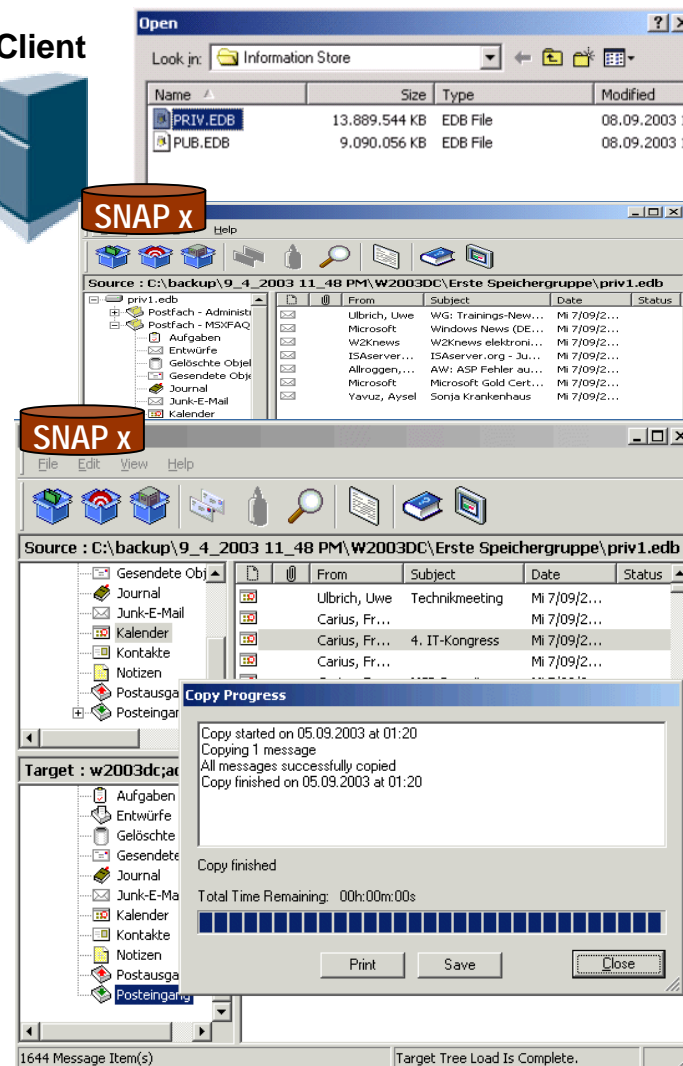 Client
Open
Look in: Information Store
Name Size Type Modified
PRIV.EDB 13.889.544 KB EDB File 08.09.2003
PUB.EDB 9.090.056 KB EDB File 08.09.2003
SNAP x
Help
Source : C:\backup\9_4_2003 11_48 PM\W2003DC\Erste Speichergruppe\priv1.edb
priv1.edb
Postfach - Administr
Postfach - MSXFAQ
Aufgaben
Entwürfe
Gelöschte Objel
Gesendete Obje
Journal
Junk-E-Mail
Kalender
From Subject Date Status
Ulbrich, Uwe WG: Trainings-New... Mi 7/09/2...
Microsoft Windows News (DE... Mi 7/09/2...
W2Knews W2Knews elektroni... Mi 7/09/2...
ISAserver... ISAserver.org - Ju... Mi 7/09/2...
Allroggen,... AW: ASP Fehler au... Mi 7/09/2...
Microsoft Microsoft Gold Cert... Mi 7/09/2...
Yavuz, Aysel Sonja Krankenhaus Mi 7/09/2...
SNAP x
File Edit View Help
Source : C:\backup\9_4_2003 11_48 PM\W2003DC\Erste Speichergruppe\priv1.edb
Gesendete Obj
Journal
Junk-E-Mail
Kalender
Kontakte
Notizen
Postausga
Posteingar
From Subject Date Status
Ulbrich, Uwe Technikmeeting Mi 7/09/2...
Carius, Fr... Mi 7/09/2...
Carius, Fr... 4. IT-Kongress Mi 7/09/2...
Carius, Fr... Mi 7/09/2...
Copy Progress
Copy started on 05.09.2003 at 01:20
Copying 1 message
All messages successfully copied
Copy finished on 05.09.2003 at 01:20
Copy finished
Total Time Remaining: 00h:00m:00s
Print Save Close
Target : w2003dc;ad
Aufgaben
Entwürfe
Gelöschte
Gesendete
Journal
Junk-E-Ma
Kalender
Kontakte
Notizen
Postausga
Posteingang
1644 Message Item(s) Target Tree Load Is Complete.